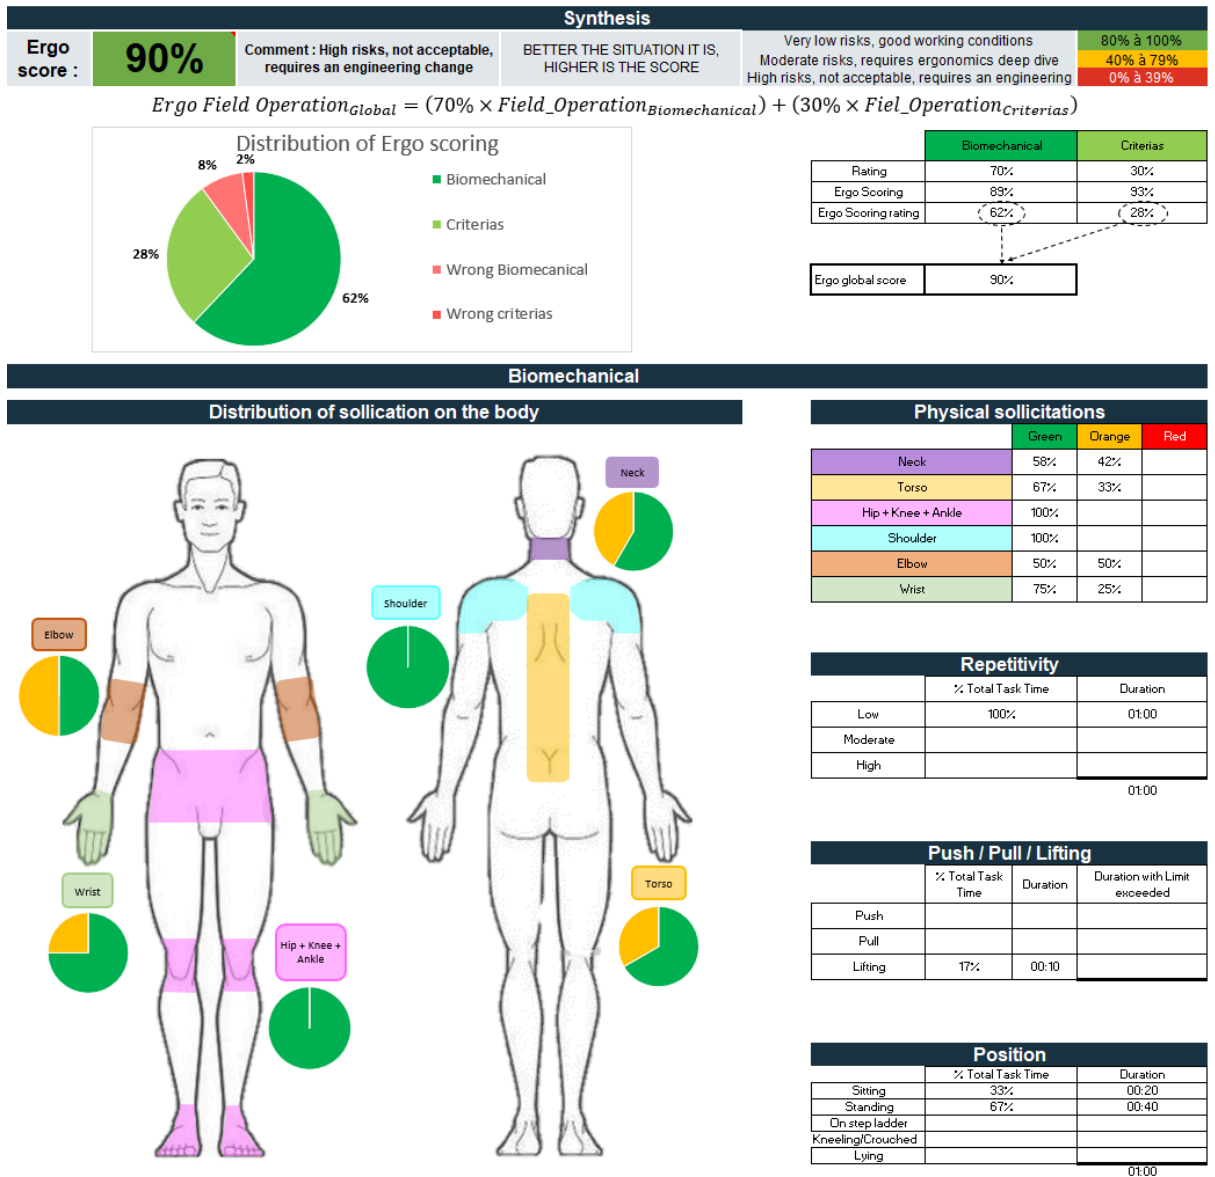 Synthesis
Ergo score :
90%
Comment : High risks, not acceptable, requires an engineering change
BETTER THE SITUATION IT IS, HIGHER IS THE SCORE
Very low risks, good working conditions 80% à 100%
Moderate risks, requires ergonomics deep dive 40% à 79%
High risks, not acceptable, requires an engineering 0% à 39%
Ergo Field Operation Global = (70% × Field_Operation Biomechanical) + (30% × Fiel_Operation Criterias)
Distribution of Ergo scoring
8% 2%
28%
62%
Biomechanical
Criterias
Wrong Biomecanical
Wrong criterias
Biomechanical Criterias
Rating 70% 30%
Ergo Scoring 89% 93%
Ergo Scoring rating 62% 28%
Ergo global score 90%
Biomechanical
Distribution of sollication on the body
Neck
Shoulder
Elbow
Wrist
Torso
Hip + Knee +
Ankle
Physical sollicitations
Green Orange Red
Neck 58% 42%
Torso 67% 33%
Hip + Knee + Ankle 100%
Shoulder 100%
Elbow 50% 50%
Wrist 75% 25%
Repetitivity
% Total Task Time Duration
Low 100% 01:00
Moderate
High
01:00
Push / Pull / Lifting
% Total Task Time Duration Duration with Limit exceeded
Push
Pull
Lifting 17% 00:10
Position
% Total Task Time Duration
Sitting 33% 00:20
Standing 67% 00:40
On step ladder
Kneeling/Crouched
Lying
01:00